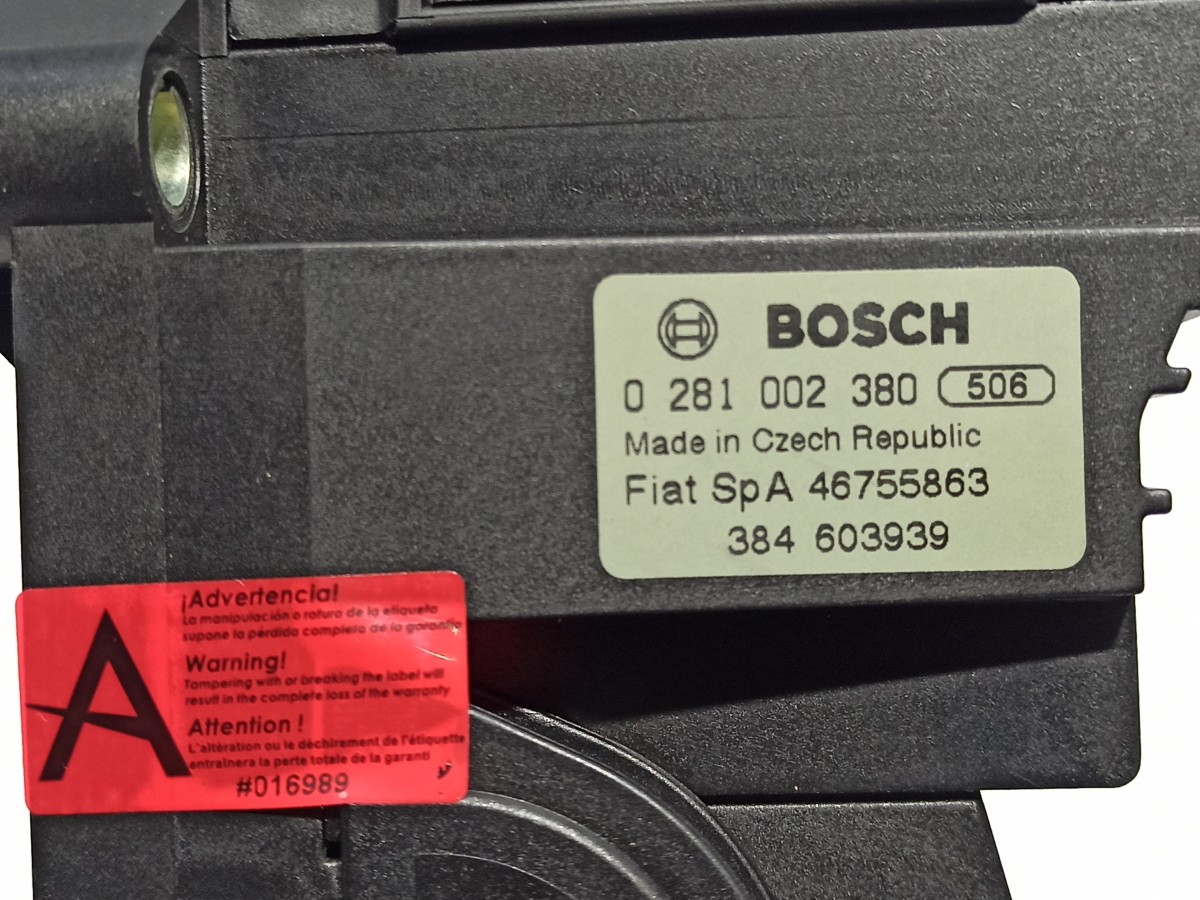 BOSCH
0 281 002 380 506
Made in Czech Republic
Fiat SpA 46755863
384 603939
¡Advertencia!
La manipulación o rotura de la etiqueta
supone la pérdida completa de la garantía
Warning!
Tampering with or breaking the label will
result in the complete loss of the warranty
Attention !
L'altération ou le déchirement de l'étiquette
entraînera la perte totale de la garanti
#016989